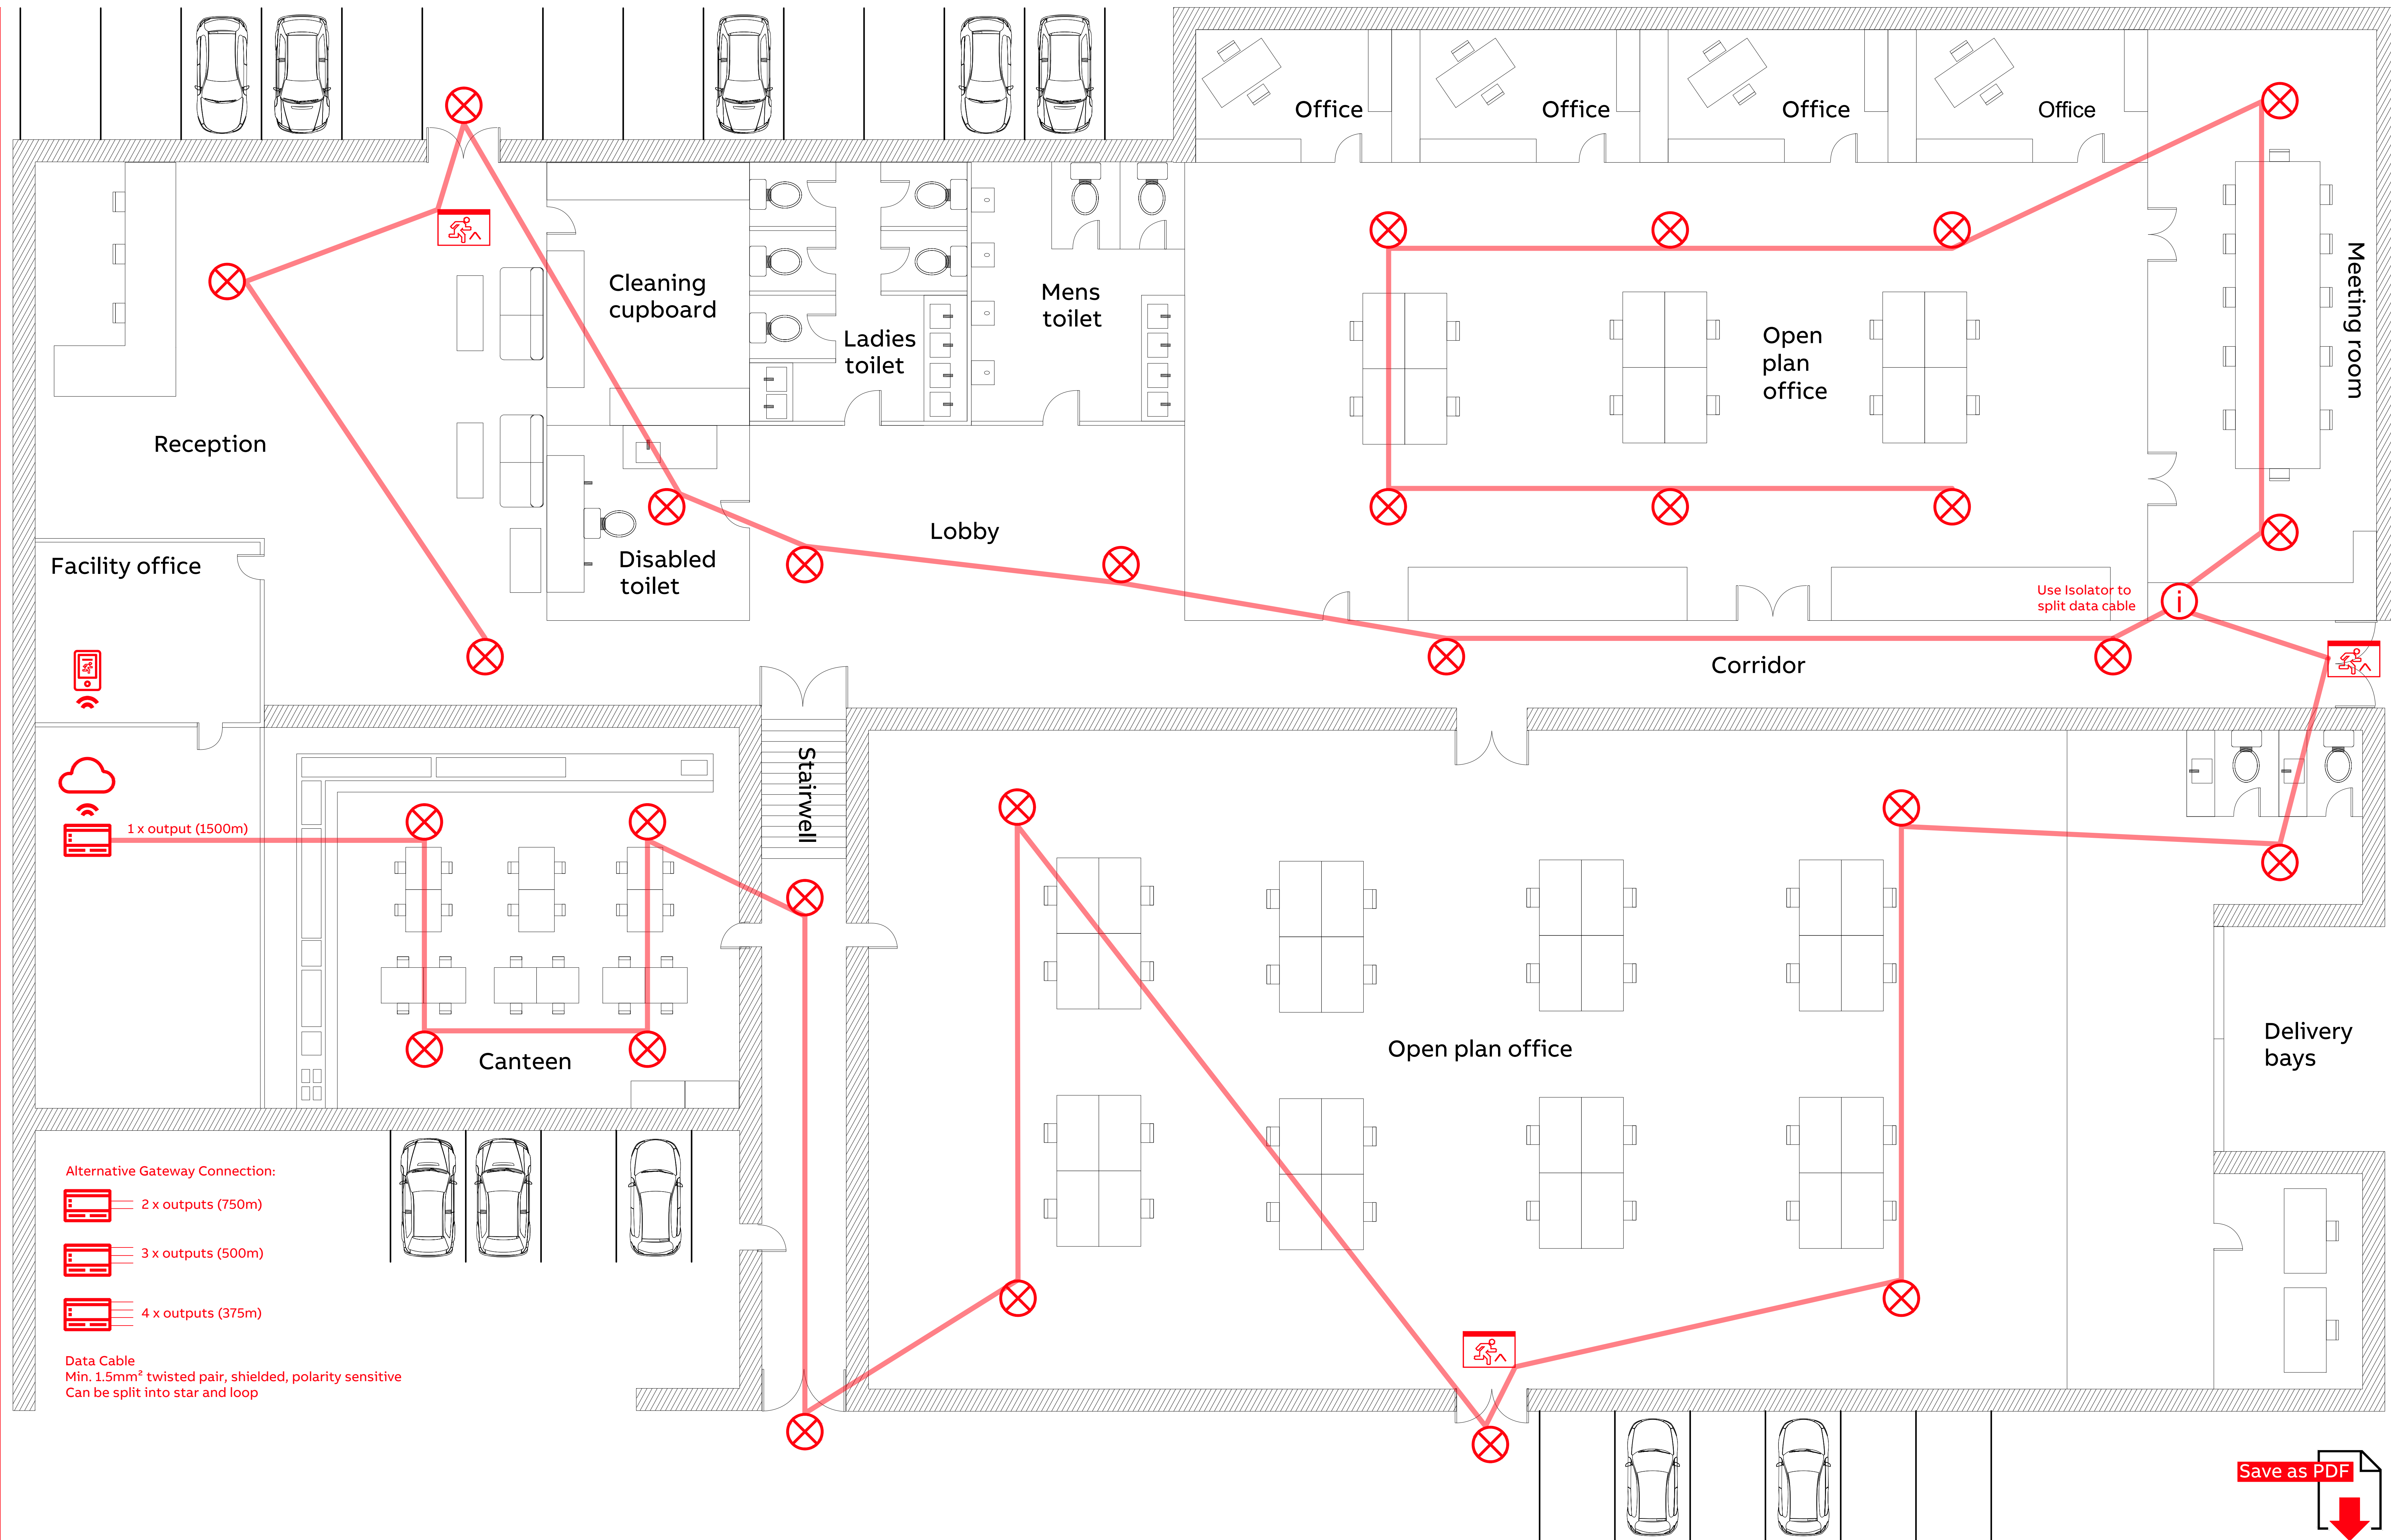 Office
Office
Office
Office
Cleaning
cupboard
Mens
toilet
Ladies
toilet
Open
plan
office
Meeting room
Reception
Lobby
Facility office
Disabled
toilet
Use Isolator to
split data cable
i
Corridor
Stairwell
1 x output (1500m)
Canteen
Open plan office
Delivery
bays
Alternative Gateway Connection:
2 x outputs (750m)
3 x outputs (500m)
4 x outputs (375m)
Data Cable
Min. 1.5mm² twisted pair, shielded, polarity sensitive
Can be split into star and loop
Save as PDF